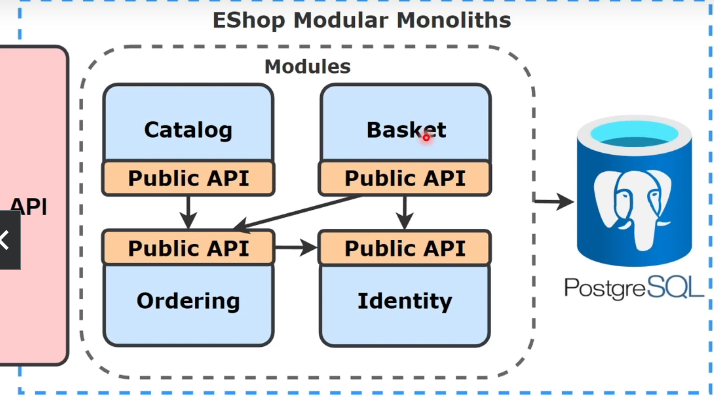 EShop Modular Monoliths
Modules
API
Catalog
Public API
Basket
Public API
Public API
Ordering
Public API
Identity
PostgreSQL